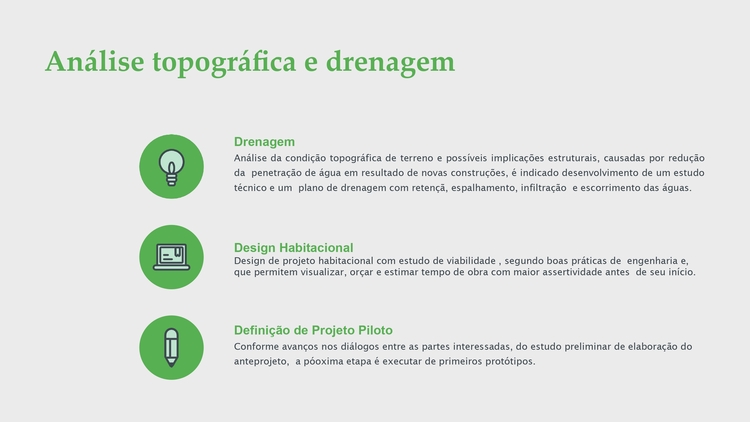 Análise topográfica e drenagem
Drenagem
Análise da condição topográfica de terreno e possíveis implicações estruturais, causadas por redução
da penetração de água em resultado de novas construções, é indicado desenvolvimento de um estudo
técnico e um plano de drenagem com retençã, espalhamento, infiltração e escorrimento das águas.
Design Habitacional
Design de projeto habitacional com estudo de viabilidade , segundo boas práticas de engenharia e,
que permitem visualizar, orçar e estimar tempo de obra com maior assertividade antes de seu início.
Definição de Projeto Piloto
Conforme avanços nos diálogos entre as partes interessadas, do estudo preliminar de elaboração do
anteprojeto, a póoxima etapa é executar de primeiros protótipos.